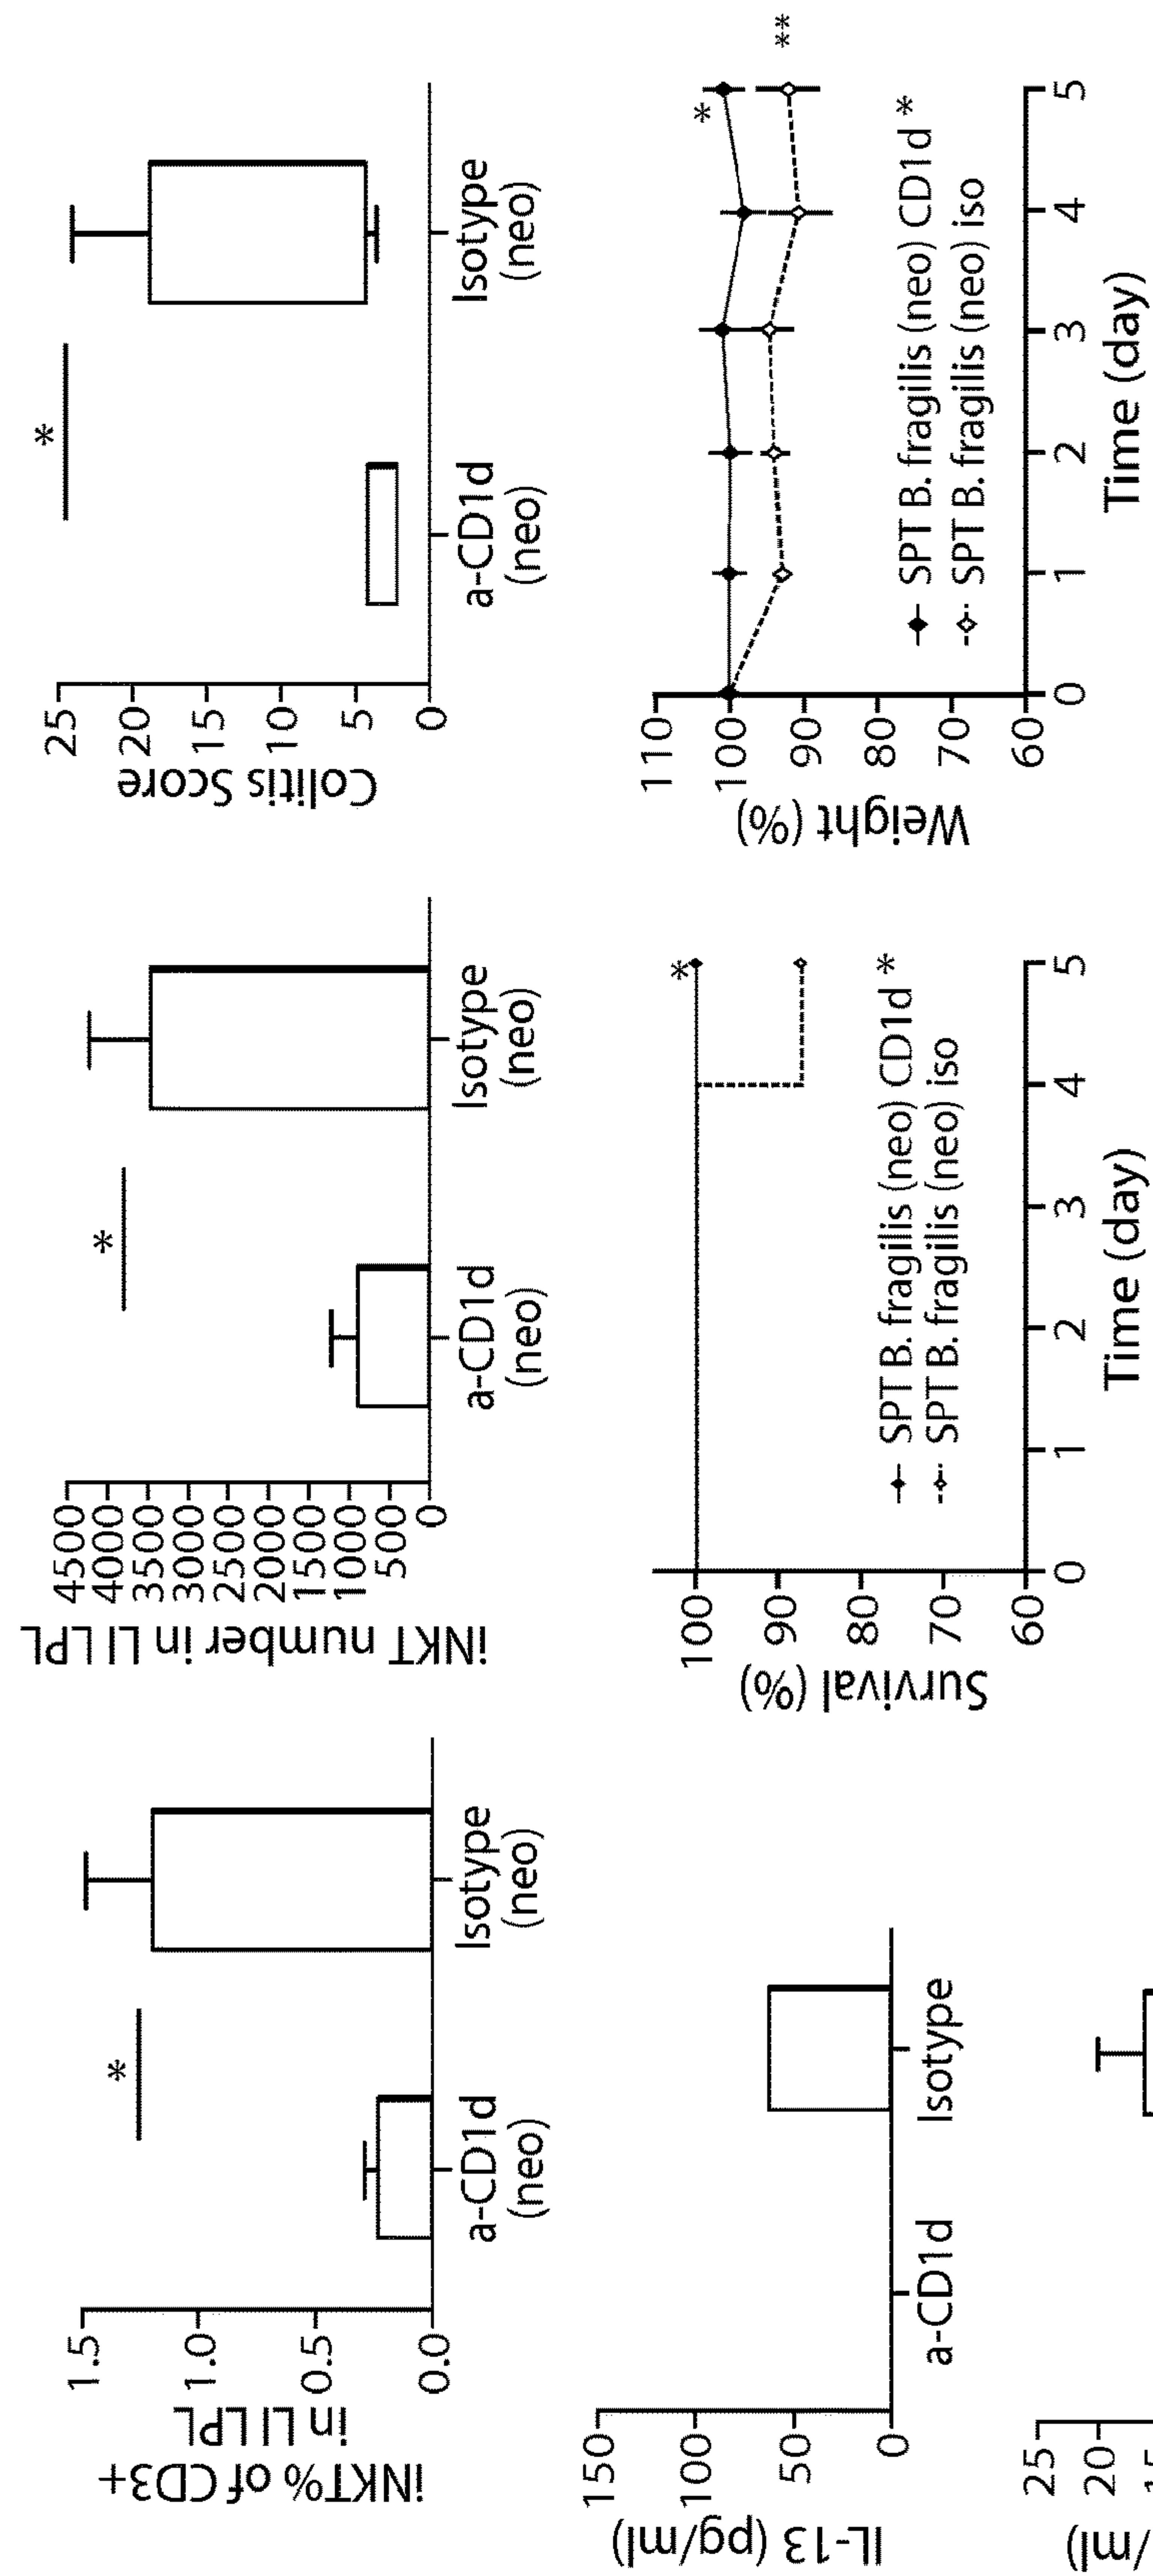 iNKT% of CD3+
in LI LPL
1.5
1.0
0.5
0.0
*
a-CD1d
(neo)
Isotype
(neo)
iNKT number in LI LPL
4500
4000
3500
3000
2500
2000
1500
1000
500
0
*
a-CD1d
(neo)
Isotype
(neo)
Colitis Score
25
20
15
10
5
0
*
a-CD1d
(neo)
Isotype
(neo)
IL-13 (pg/ml)
150
100
50
0
a-CD1d
Isotype
Survival (%)
100
90
80
70
60
*
SPT B. fragilis (neo) CD1d *
SPT B. fragilis (neo) iso
0 1 2 3 4 5
Time (day)
Weight (%)
110
100
90
80
70
60
*
**
SPT B. fragilis (neo) CD1d *
SPT B. fragilis (neo) iso
0 1 2 3 4 5
Time (day)
/ml)
25
20